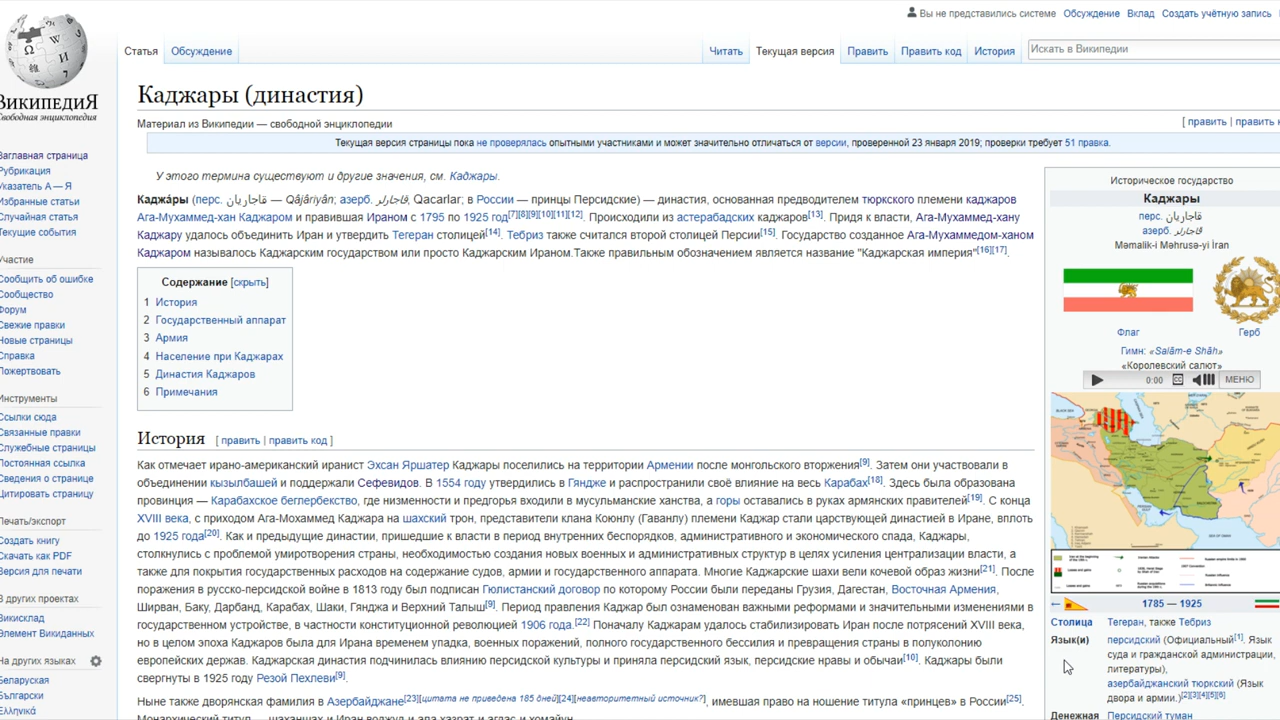 Вы не представились системе Обсуждение Вклад Создать учётную запись
Статья Обсуждение Читать Текущая версия Править Править код История Искать в Википедии
ВикипедиЯ
Свободная энциклопедия
Каджары (династия)
Материал из Википедии — свободной энциклопедии
[ править | править
Текущая версия страницы пока не проверялась опытными участниками и может значительно отличаться от версии, проверенной 23 января 2019; проверки требует 51 правка.
У этого термина существуют и другие значения, см. Каджары.
Каджа́ры (перс. قاجاریان — Qâjâriyân; азерб. قاجارلر, Qacarlar; в России — принцы Персидские) — династия, основанная предводителем тюркского племени каджаров
Ага-Мухаммед-хан Каджаром и правившая Ираном с 1795 по 1925 год[7][8][9][10][11][12]. Происходили из астерабадских каджаров[13]. Придя к власти, Ага-Мухаммед-хану
Каджару удалось объединить Иран и утвердить Тегеран столицей[14]. Тебриз также считался второй столицей Персии[15]. Государство созданное Ага-Мухаммедом-ханом
Каджаром называлось Каджарским государством или просто Каджарским Ираном.Также правильным обозначением является название "Каджарская империя"[16][17].
Содержание [скрыть]
1 История
2 Государственный аппарат
3 Армия
4 Население при Каджарах
5 Династия Каджаров
6 Примечания
История [ править | править код ]
Как отмечает ирано-американский иранист Эхсан Яршатер Каджары поселились на территории Армении после монгольского вторжения[9]. Затем они участвовали в
объединении кызылбашей и поддержали Сефевидов. В 1554 году утвердились в Гяндже и распространили своё влияние на весь Карабах[18]. Здесь была образована
провинция — Карабахское беглербекство, где низменности и предгорья входили в мусульманские ханства, а горы оставались в руках армянских правителей[19]. С конца
XVIII века, с приходом Ага-Мохаммед Каджара на шахский трон, представители клана Коюнлу (Гаванлу) племени Каджар стали царствующей династией в Иране, вплоть
до 1925 года[20]. Как и предыдущие династии, пришедшие к власти в период внутренних беспорядков, административного и экономического спада, Каджары,
столкнулись с проблемой умиротворения страны, необходимостью создания новых военных и административных структур в целях усиления централизации власти, а
также для покрытия государственных расходов на содержание судов, армии и государственного аппарата. Многие Каджарские шахи вели кочевой образ жизни[21]. После
поражения в русско-персидской войне в 1813 году был подписан Гюлистанский договор по которому России были переданы Грузия, Дагестан, Восточная Армения,
Ширван, Баку, Дарбанд, Карабах, Шаки, Гянджа и Верхний Талыш[9]. Период правления Каджар был ознаменован важными реформами и значительными изменениями в
государственном устройстве, в частности конституционной революцией 1906 года.[22] Поначалу Каджарам удалось стабилизировать Иран после потрясений XVIII века,
но в целом эпоха Каджаров была для Ирана временем упадка, военных поражений, полного государственного бессилия и превращения страны в полуколонию
европейских держав. Каджарская династия подчинилась влиянию персидской культуры и приняла персидский язык, персидские нравы и обычаи[10]. Каджары были
свергнуты в 1925 году Резой Пехлеви[9].
Ныне также дворянская фамилия в Азербайджане[23][цитата не приведена 185 дней][24][неавторитетный источник?], имевшая право на ношение титула «принцев» в России[25].
Монархический титул — шаханшах и Иран
Заглавная страница
Рубрикация
Указатель А — Я
Избранные статьи
Случайная статья
Текущие события
Участие
Сообщить об ошибке
Сообщество
Форум
Свежие правки
Новые страницы
Справка
Пожертвовать
Инструменты
Ссылки сюда
Связанные правки
Служебные страницы
Постоянная ссылка
Сведения о странице
Цитировать страницу
Печать/экспорт
Создать книгу
Скачать как PDF
Версия для печати
В других проектах
Викисклад
Элемент Викиданных
На других языках
Беларуская
Български
Ελληνικά
Историческое государство
Каджары
перс. قاجاریان
азерб. قاجارلر
Məmalik-i Məhrusə-yi İran
Флаг Герб
Гимн: «Salâm-e Shâh»
«Королевский салют»
0:00 МЕНЮ
← 1785 — 1925
Столица Тегеран, также Тебриз
Язык(и) персидский (Официальный[1]. Язык
суда и гражданской администрации,
литературы),
азербайджанский тюркский (Язык
двора и армии.)[2][3][4][5][6]
Денежная Персидский туман